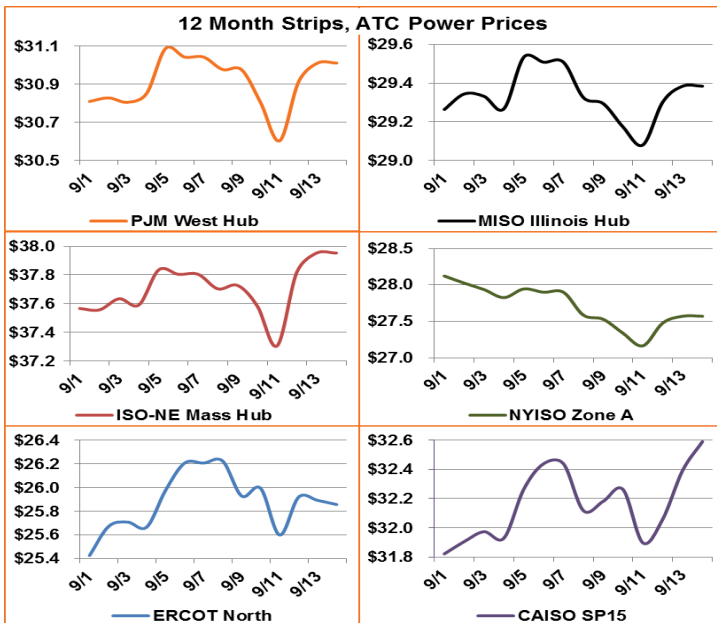 12 Month Strips, ATC Power Prices
$31.1
$30.9
$30.7
$30.5
9/1 9/3 9/5 9/7 9/9 9/11 9/13
PJM West Hub
$29.6
$29.4
$29.2
$29.0
9/1 9/3 9/5 9/7 9/9 9/11 9/13
MISO Illinois Hub
$38.0
$37.8
$37.6
$37.4
$37.2
9/1 9/3 9/5 9/7 9/9 9/11 9/13
ISO-NE Mass Hub
$28.5
$28.0
$27.5
$27.0
9/1 9/3 9/5 9/7 9/9 9/11 9/13
NYISO Zone A
$26.4
$26.2
$26.0
$25.8
$25.6
$25.4
9/1 9/3 9/5 9/7 9/9 9/11 9/13
ERCOT North
$32.6
$32.4
$32.2
$32.0
$31.8
9/1 9/3 9/5 9/7 9/9 9/11 9/13
CAISO SP15